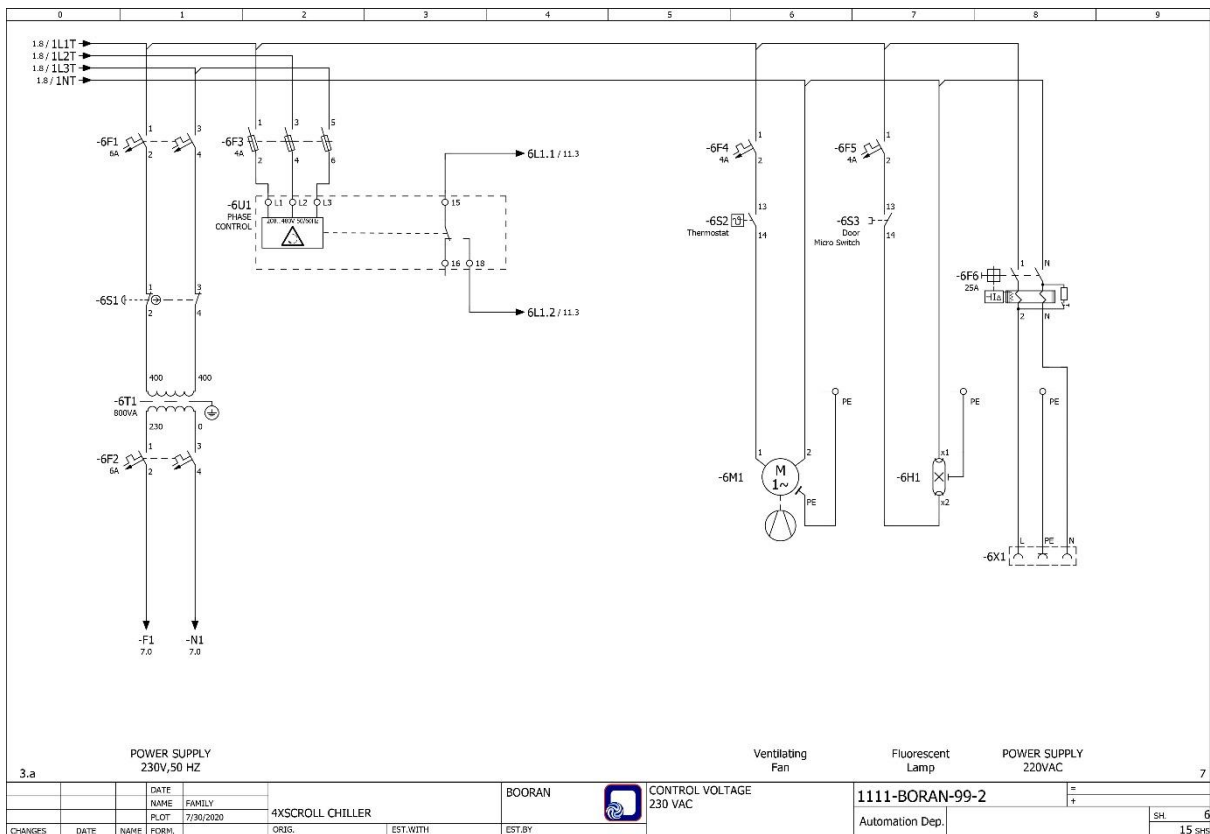 0 1 2 3 4 5 6 7 8 9
1.8 / 1L1T
1.8 / 1L2T
1.8 / 1L3T
1.8 / 1NT
-6F1
6A
1 3
2 4
-6F3
4A
1 3 5
2 4 6
6L1.1 / 11.3
-6U1
PHASE
CONTROL
L1 L2 L3
15
16 18
6L1.2 / 11.3
-6F4
4A
1
2
-6F5
4A
1
2
-6S2
Thermostat
13
14
-6S3
Door
Micro Switch
13
14
-6F6
25A
1 N
2 N
-6S1
1 3
2 4
400 400
-6T1
800VA
230 0
-6F2
6A
1 3
2 4
PE
PE
PE
-6M1
1 2
M
1~
PE
-6H1
x1
x2
-6X1
L PE N
-F1
7.0
-N1
7.0
POWER SUPPLY
230V,50 HZ
Ventilating
Fan
Fluorescent
Lamp
POWER SUPPLY
220VAC
3.a
7
DATE
NAME FAMILY
PLOT 7/30/2020
CHANGES DATE NAME FORM.
4XSCROLL CHILLER
ORIG. EST.WITH EST.BY
BOORAN
CONTROL VOLTAGE
230 VAC
1111-BORAN-99-2
Automation Dep.
=
+
SH. 6
15 SHS